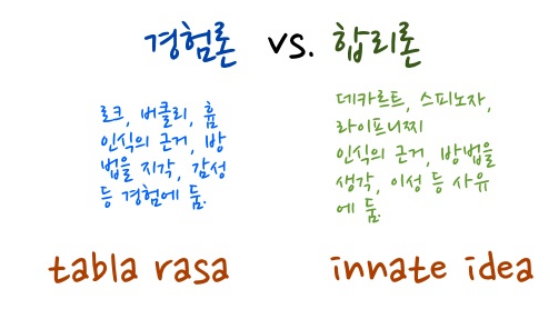 경험론 vs. 합리론
로크, 버클리, 흄
인식의 근거, 방
법을 지각, 감성
등 경험에 둠.
데카르트, 스피노자,
라이프니찌
인식의 근거, 방법을
생각, 이성 등 사유
에 둠.
tabla rasa
innate idea